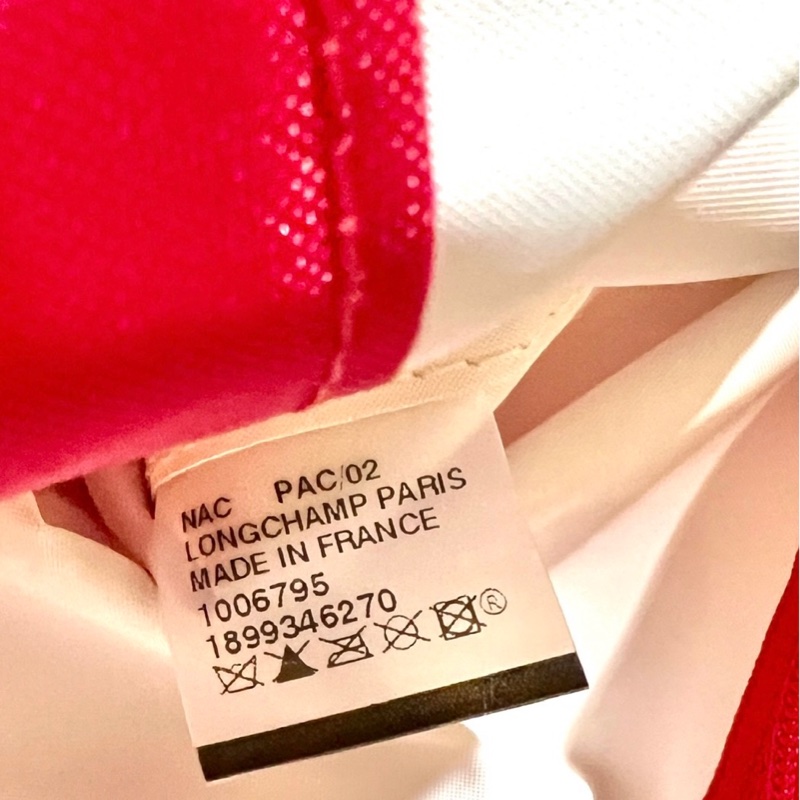 NAC PAC/02
LONGCHAMP PARIS
MADE IN FRANCE
1006795
1899346270
®